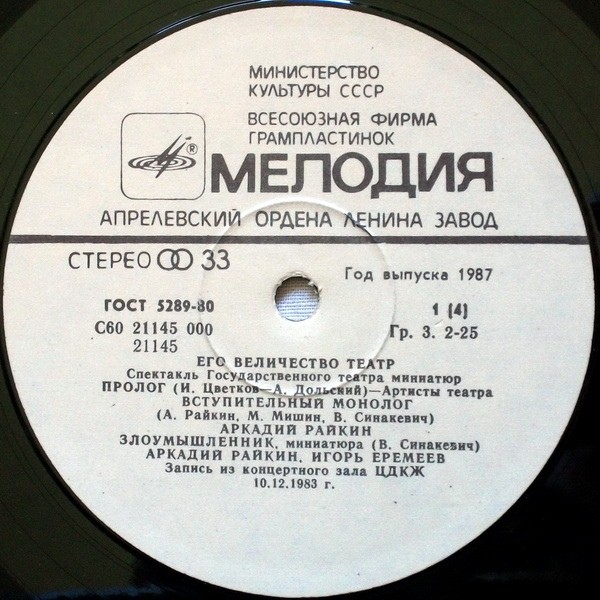 МИНИСТЕРСТВО
КУЛЬТУРЫ СССР
ВСЕСОЮЗНАЯ ФИРМА
ГРАМПЛАСТИНОК
®
МЕЛОДИЯ
АПРЕЛЕВСКИЙ ОРДЕНА ЛЕНИНА ЗАВОД
СТЕРЕО 33
Год выпуска 1987
ГОСТ 5289-80
1 (4)
С60 21145 000
Гр. 3. 2-25
21145
ЕГО ВЕЛИЧЕСТВО ТЕАТР
Спектакль Государственного театра миниатюр
ПРОЛОГ (И. Цветков—А. Дольский)—Артисты театра
ВСТУПИТЕЛЬНЫЙ МОНОЛОГ
(А. Райкин, М. Мишин, В. Синакевич)
АРКАДИЙ РАЙКИН
ЗЛОУМЫШЛЕННИК, миниатюра (В. Синакевич)
АРКАДИЙ РАЙКИН, ИГОРЬ ЕРЕМЕЕВ
Запись из концертного зала ЦДКЖ
10.12.1983 г.